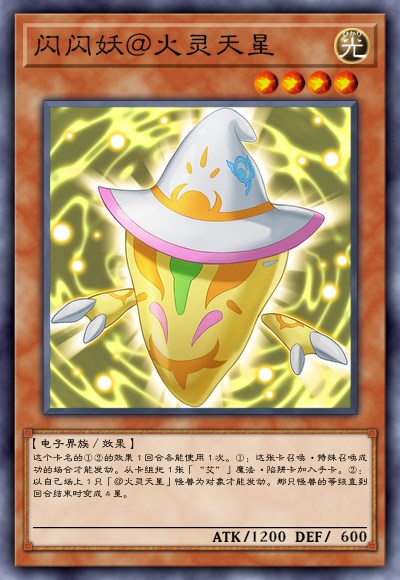 闪闪妖@火灵天星
光
【电子界族／效果】
这个卡名的①②的效果1回合各能使用1次。①：这张卡召唤·特殊召唤成
功的场合才能发动。从卡组把1张「“艾”」魔法·陷阱卡加入手卡。②：
以自己场上1只「@火灵天星」怪兽为对象才能发动。那只怪兽的等级直到
回合结束时变成4星。
ATK/1200 DEF/ 600